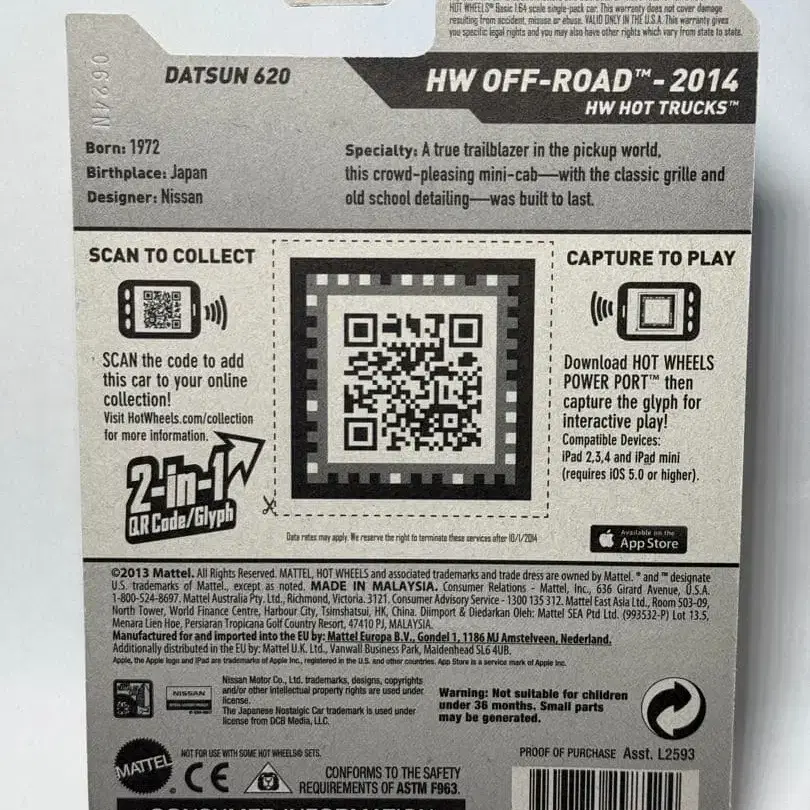 HOT WHEELS® Basic 1:64 scale single-pack car. This warranty does not cover damage
resulting from accident, misuse or abuse. VALID ONLY IN THE U.S.A. This warranty gives
you specific legal rights and you may also have other rights which vary from state to state.
0624N
DATSUN 620
HW OFF-ROAD™ - 2014
HW HOT TRUCKS™
Born: 1972
Birthplace: Japan
Designer: Nissan
Specialty: A true trailblazer in the pickup world,
this crowd-pleasing mini-cab—with the classic grille and
old school detailing—was built to last.
SCAN TO COLLECT
SCAN the code to add
this car to your online
collection!
Visit HotWheels.com/collection
for more information.
2-in-1
QR Code/Glyph
CAPTURE TO PLAY
Download HOT WHEELS
POWER PORT™ then
capture the glyph for
interactive play!
Compatible Devices:
iPad 2,3,4 and iPad mini
(requires iOS 5.0 or higher).
Data rates may apply. We reserve the right to terminate these services after 10/1/2014
Available on the
App Store
©2013 Mattel. All Rights Reserved. MATTEL, HOT WHEELS and associated trademarks and trade dress are owned by Mattel. ® and ™ designate
U.S. trademarks of Mattel, except as noted. MADE IN MALAYSIA. Consumer Relations - Mattel, Inc., 636 Girard Avenue, U.S.A.
1-800-524-8697. Mattel Australia Pty. Ltd., Richmond, Victoria. 3121. Consumer Advisory Service - 1300 135 312. Mattel East Asia Ltd., Room 503-09,
North Tower, World Finance Centre, Harbour City, Tsimshatsui, HK, China. Diimport & Diedarkan Oleh: Mattel SEA Ptd Ltd. (993532-P) Lot 13.5,
Menara Lien Hoe, Persiaran Tropicana Golf Country Resort, 47410 PJ, MALAYSIA.
Manufactured for and imported into the EU by: Mattel Europa B.V., Gondel 1, 1186 MJ Amstelveen, Nederland.
Additionally distributed in the EU by: Mattel U.K. Ltd., Vanwall Business Park, Maidenhead SL6 4UB.
Apple, the Apple logo and iPad are trademarks of Apple Inc., registered in the U.S. and other countries. App Store is a service mark of Apple Inc.
NISSAN
Nissan Motor Co., Ltd. trademarks, designs, copyrights
and/or other intellectual property rights are used under
license.
The Japanese Nostalgic Car trademark is used under
license from DCB Media, LLC.
Warning: Not suitable for children
under 36 months. Small parts
may be generated.
NOT FOR USE WITH SOME HOT WHEELS® SETS.
PROOF OF PURCHASE Asst. L2593
MATTEL
CE
CONFORMS TO THE SAFETY
REQUIREMENTS OF ASTM F963.
CONSUMER INFORMATION